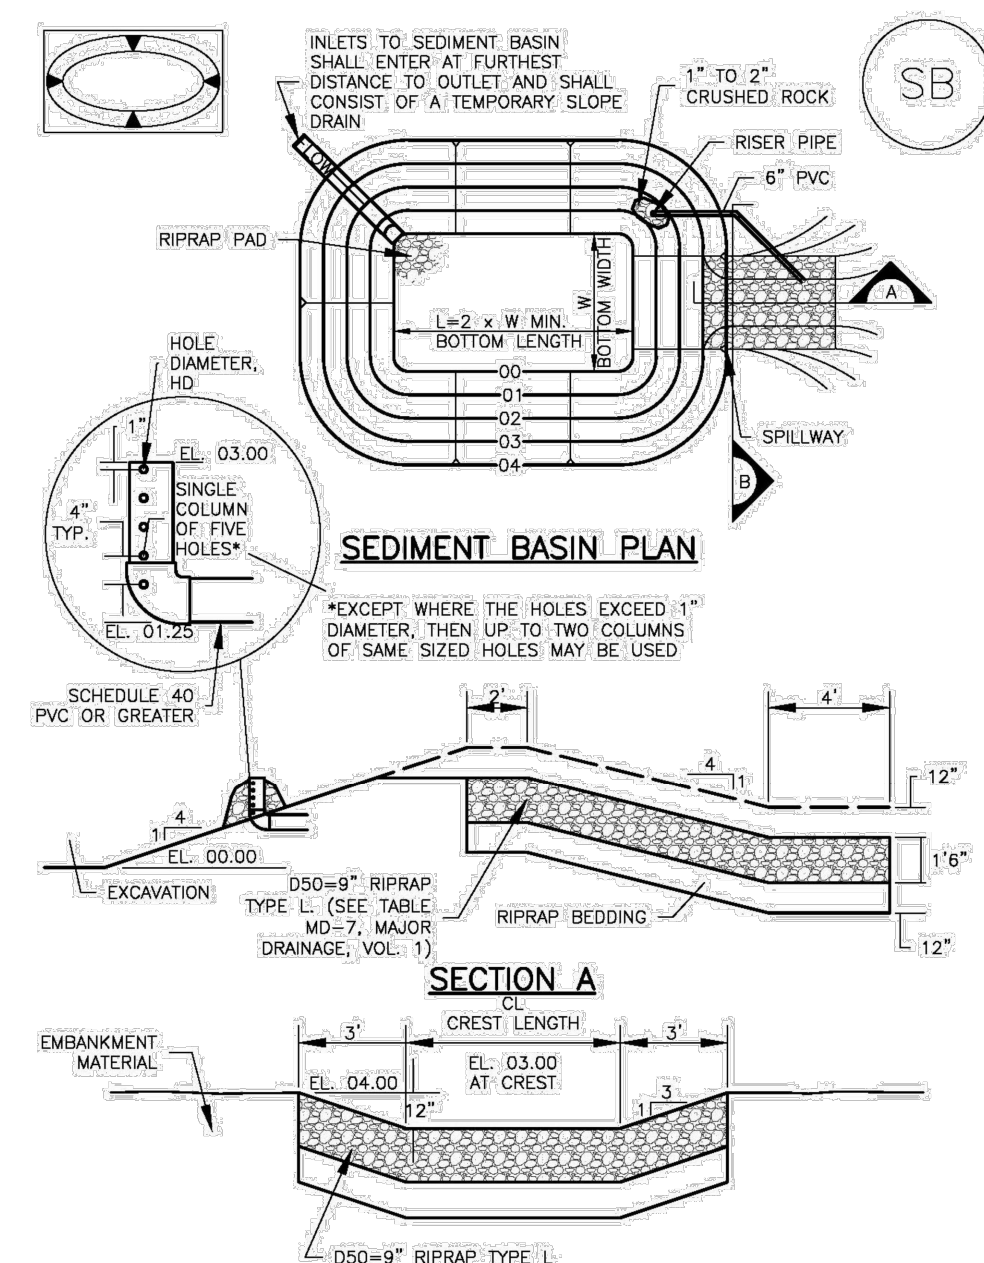 INLETS TO SEDIMENT BASIN
SHALL ENTER AT FURTHEST
DISTANCE TO OUTLET AND SHALL
CONSIST OF A TEMPORARY SLOPE
DRAIN
SB
1" TO 2"
CRUSHED ROCK
RISER PIPE
6" PVC
FLOW
RIPRAP PAD
A
L=2 x W MIN.
BOTTOM LENGTH
W
BOTTOM WIDTH
00
01
02
03
04
SPILLWAY
B
HOLE
DIAMETER,
HD
1"
EL. 03.00
4"
TYP.
SINGLE
COLUMN
OF FIVE
HOLES*
EL. 01.25
SEDIMENT BASIN PLAN
*EXCEPT WHERE THE HOLES EXCEED 1"
DIAMETER, THEN UP TO TWO COLUMNS
OF SAME SIZED HOLES MAY BE USED
SCHEDULE 40
PVC OR GREATER
2'
4'
4
1
12"
4
1
EL. 00.00
EXCAVATION
1'6"
D50=9" RIPRAP
TYPE L. (SEE TABLE
MD-7, MAJOR
DRAINAGE, VOL. 1)
RIPRAP BEDDING
12"
SECTION A
CL
CREST LENGTH
3'
3'
EMBANKMENT
MATERIAL
EL. 04.00
EL. 03.00
AT CREST
12"
3
1
D50=9" RIPRAP TYPE L